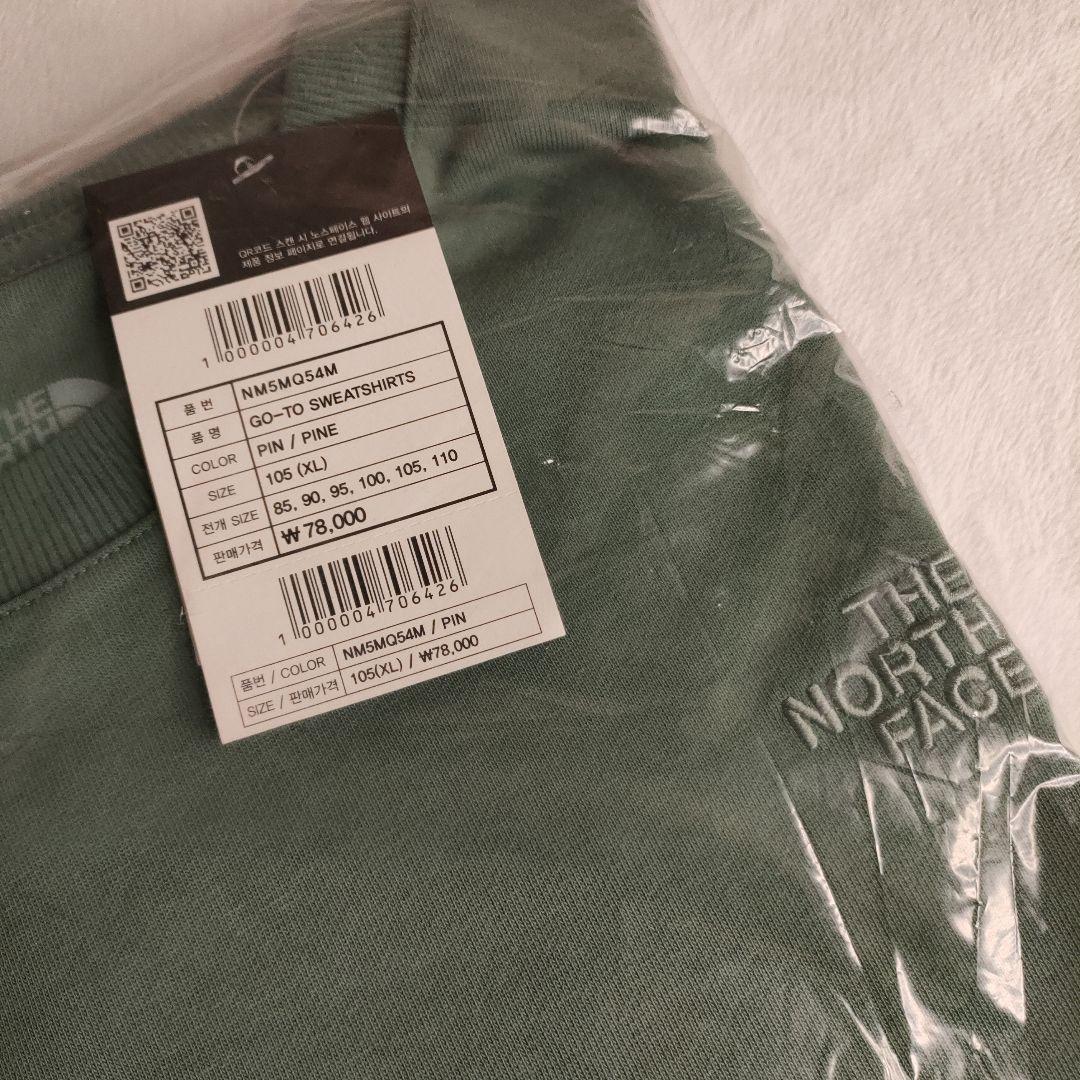 QR코드 스캔 시 노스페이스 웹 사이트의
제품 정보 페이지로 연결됩니다.
1 000004 706426
품 번 NM5MQ54M
품 명 GO-TO SWEATSHIRTS
COLOR PIN / PINE
SIZE 105 (XL)
전개 SIZE 85, 90, 95, 100, 105, 110
판매가격 ₩78,000
1 000004 706426
품번 / COLOR NM5MQ54M / PIN
SIZE / 판매가격 105(XL) / ₩78,000
THE
NORTH
THE
NORTH
FACE